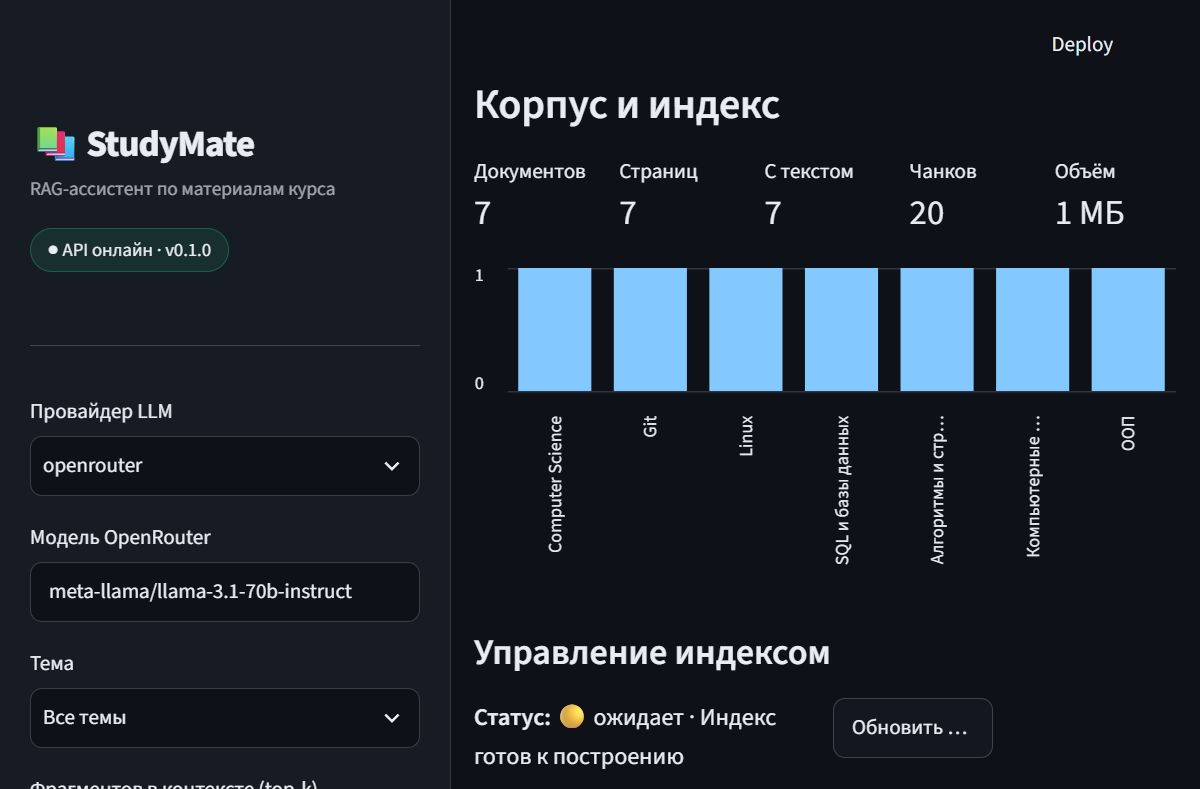 StudyMate
RAG-ассистент по материалам курса
API онлайн · v0.1.0
Провайдер LLM
openrouter
Модель OpenRouter
meta-llama/llama-3.1-70b-instruct
Тема
Все темы
Фрагментов в контексте (top-k)
Deploy
Корпус и индекс
Документов Страниц С текстом Чанков Объём
7 7 7 20 1 МБ
1
0
Computer Science
Git
Linux
SQL и базы данных
Алгоритмы и стр…
Компьютерные …
ООП
Управление индексом
Статус: ожидает · Индекс
готов к построению
Обновить …